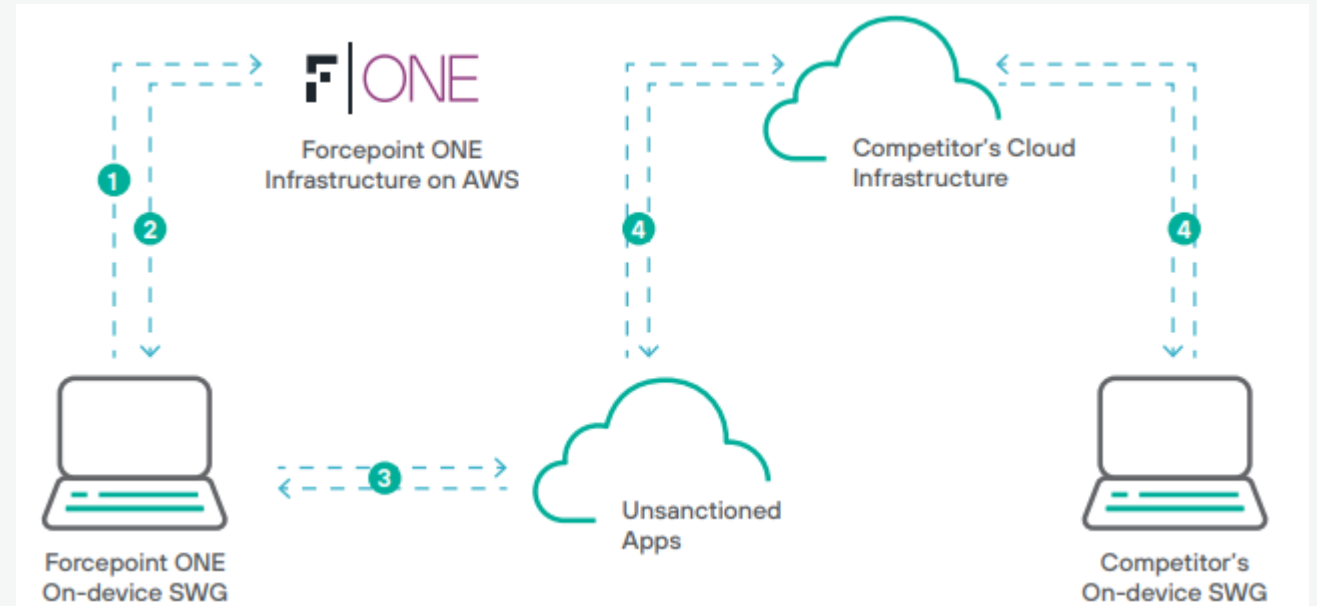 F|ONE
Forcepoint ONE
Infrastructure on AWS
Competitor's Cloud
Infrastructure
1
2
4
4
3
Unsanctioned
Apps
Forcepoint ONE
On-device SWG
Competitor's
On-device SWG